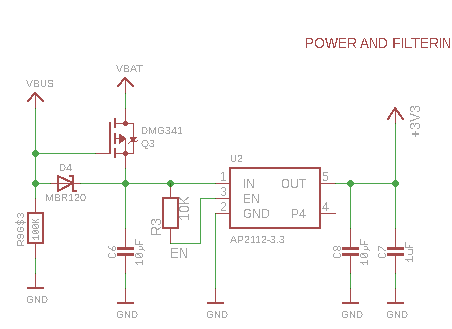 POWER AND FILTERIN
VBUS
VBAT
+3V3
DMG341
Q3
D4
MBR120
U2
1 IN OUT 5
3 EN
2 GND P4 4
AP2112-3.3
R3
10K
EN
100K
C6
10µF
C8
10µF
C7
1uF
GND
GND
GND
GND
GND